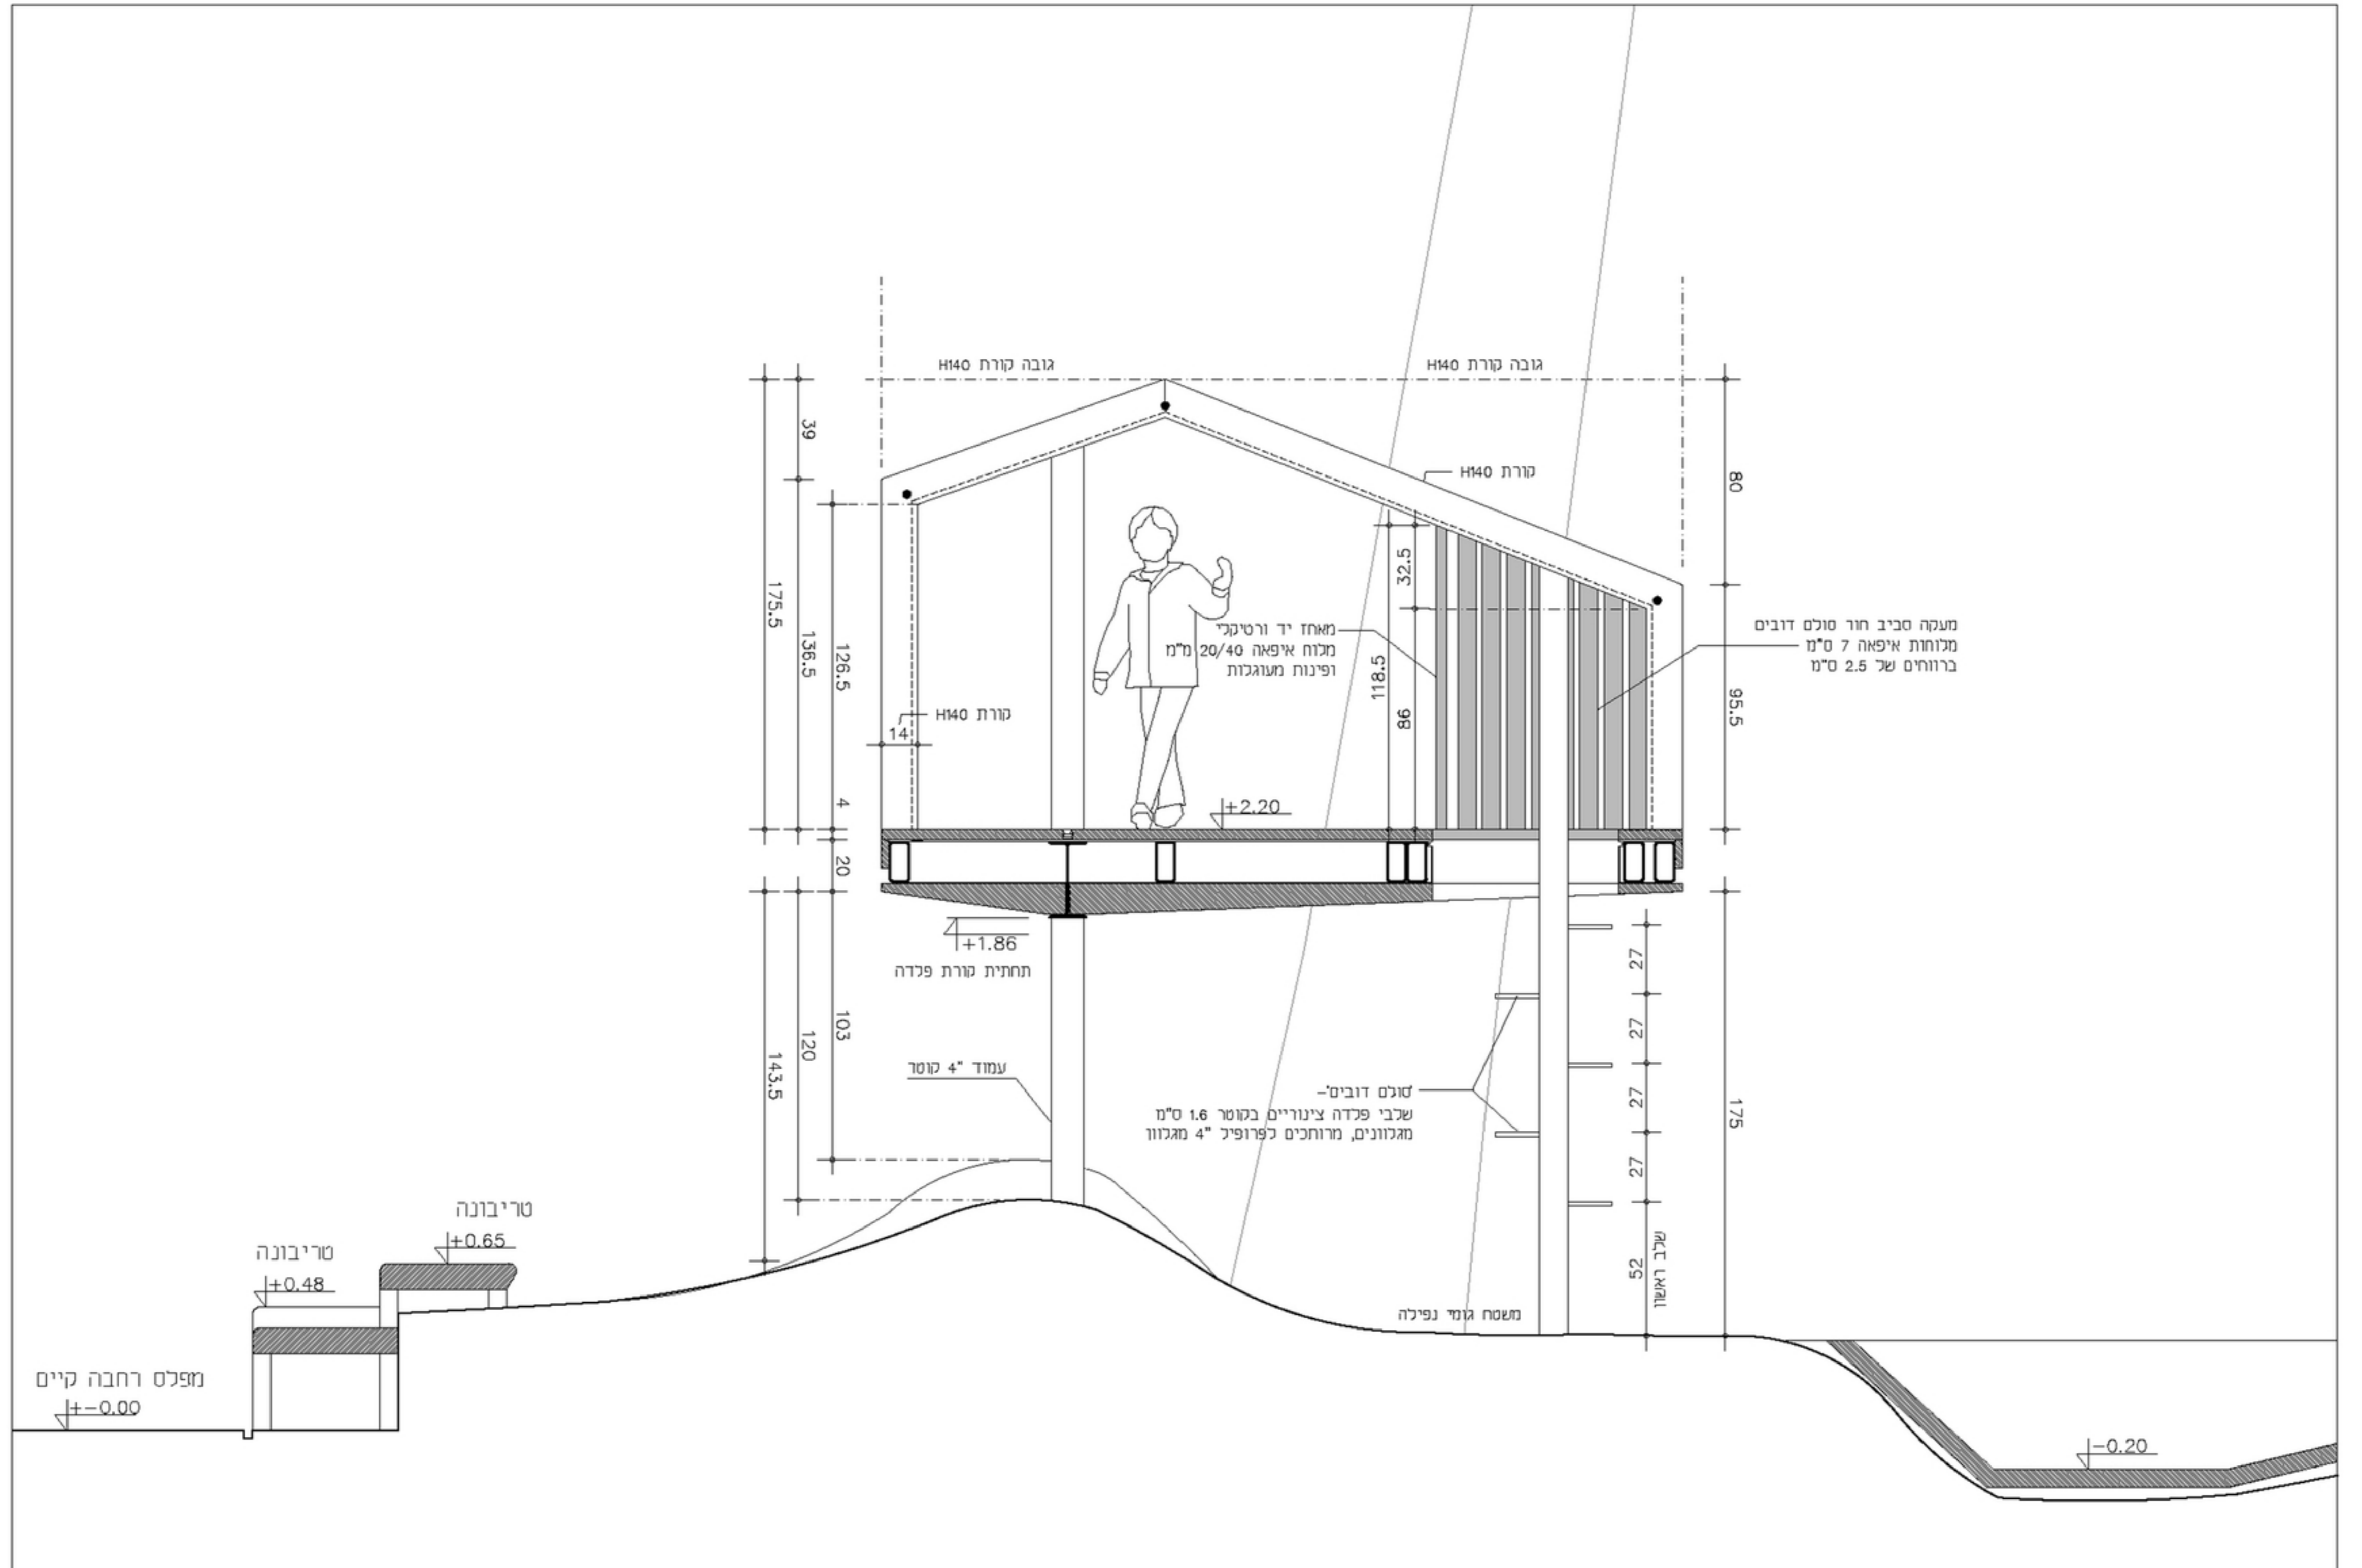 גובה קורת H140
גובה קורת H140
קורת H140
39
80
175.5
136.5
126.5
32.5
118.5
86
95.5
מאחז יד ורטיקלי
מלוח איפאה 20/40 מ"מ
ופינות מעוגלות
מעקה סביב חור סולם דובים
מלוחות איפאה 7 ס"מ
ברווחים של 2.5 ס"מ
קורת H140
14
4
+2.20
20
+1.86
תחתית קורת פלדה
27
27
27
27
52
שלב ראשון
103
120
143.5
175
עמוד "4 קוטר
'סולם דובים'-
שלבי פלדה צינוריים בקוטר 1.6 ס"מ
מגלוונים, מרותכים לפרופיל "4 מגלוון
טריבונה
+0.65
טריבונה
+0.48
משטח גומי נפילה
מפלס רחבה קיים
+-0.00
-0.20